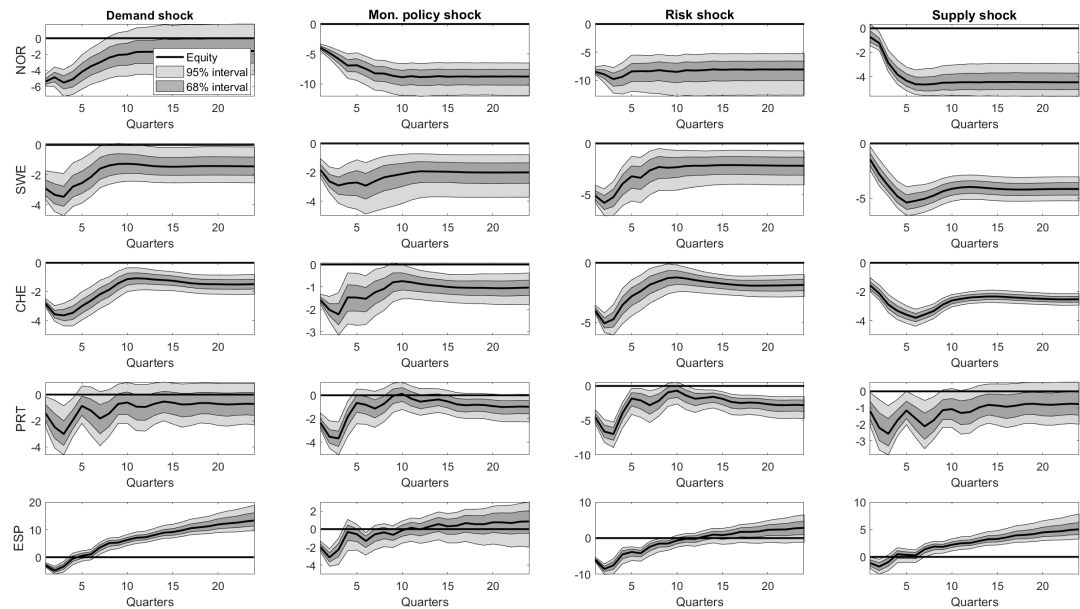 Demand shock Mon. policy shock Risk shock Supply shock
NOR
0
-2
-4
-6
5 10 15 20
Quarters
Equity
95% interval
68% interval
0
-5
-10
5 10 15 20
Quarters
0
-5
-10
5 10 15 20
Quarters
0
-2
-4
5 10 15 20
Quarters
SWE
0
-2
-4
5 10 15 20
Quarters
0
-2
-4
5 10 15 20
Quarters
0
-5
5 10 15 20
Quarters
0
-5
5 10 15 20
Quarters
CHE
0
-2
-4
5 10 15 20
Quarters
0
-1
-2
-3
5 10 15 20
Quarters
0
-5
5 10 15 20
Quarters
0
-2
-4
5 10 15 20
Quarters
PRT
0
-2
-4
5 10 15 20
Quarters
0
-2
-4
5 10 15 20
Quarters
0
-5
-10
5 10 15 20
Quarters
0
-1
-2
-3
5 10 15 20
Quarters
ESP
20
10
0
5 10 15 20
Quarters
2
0
-2
-4
5 10 15 20
Quarters
10
0
-10
5 10 15 20
Quarters
10
5
0
5 10 15 20
Quarters